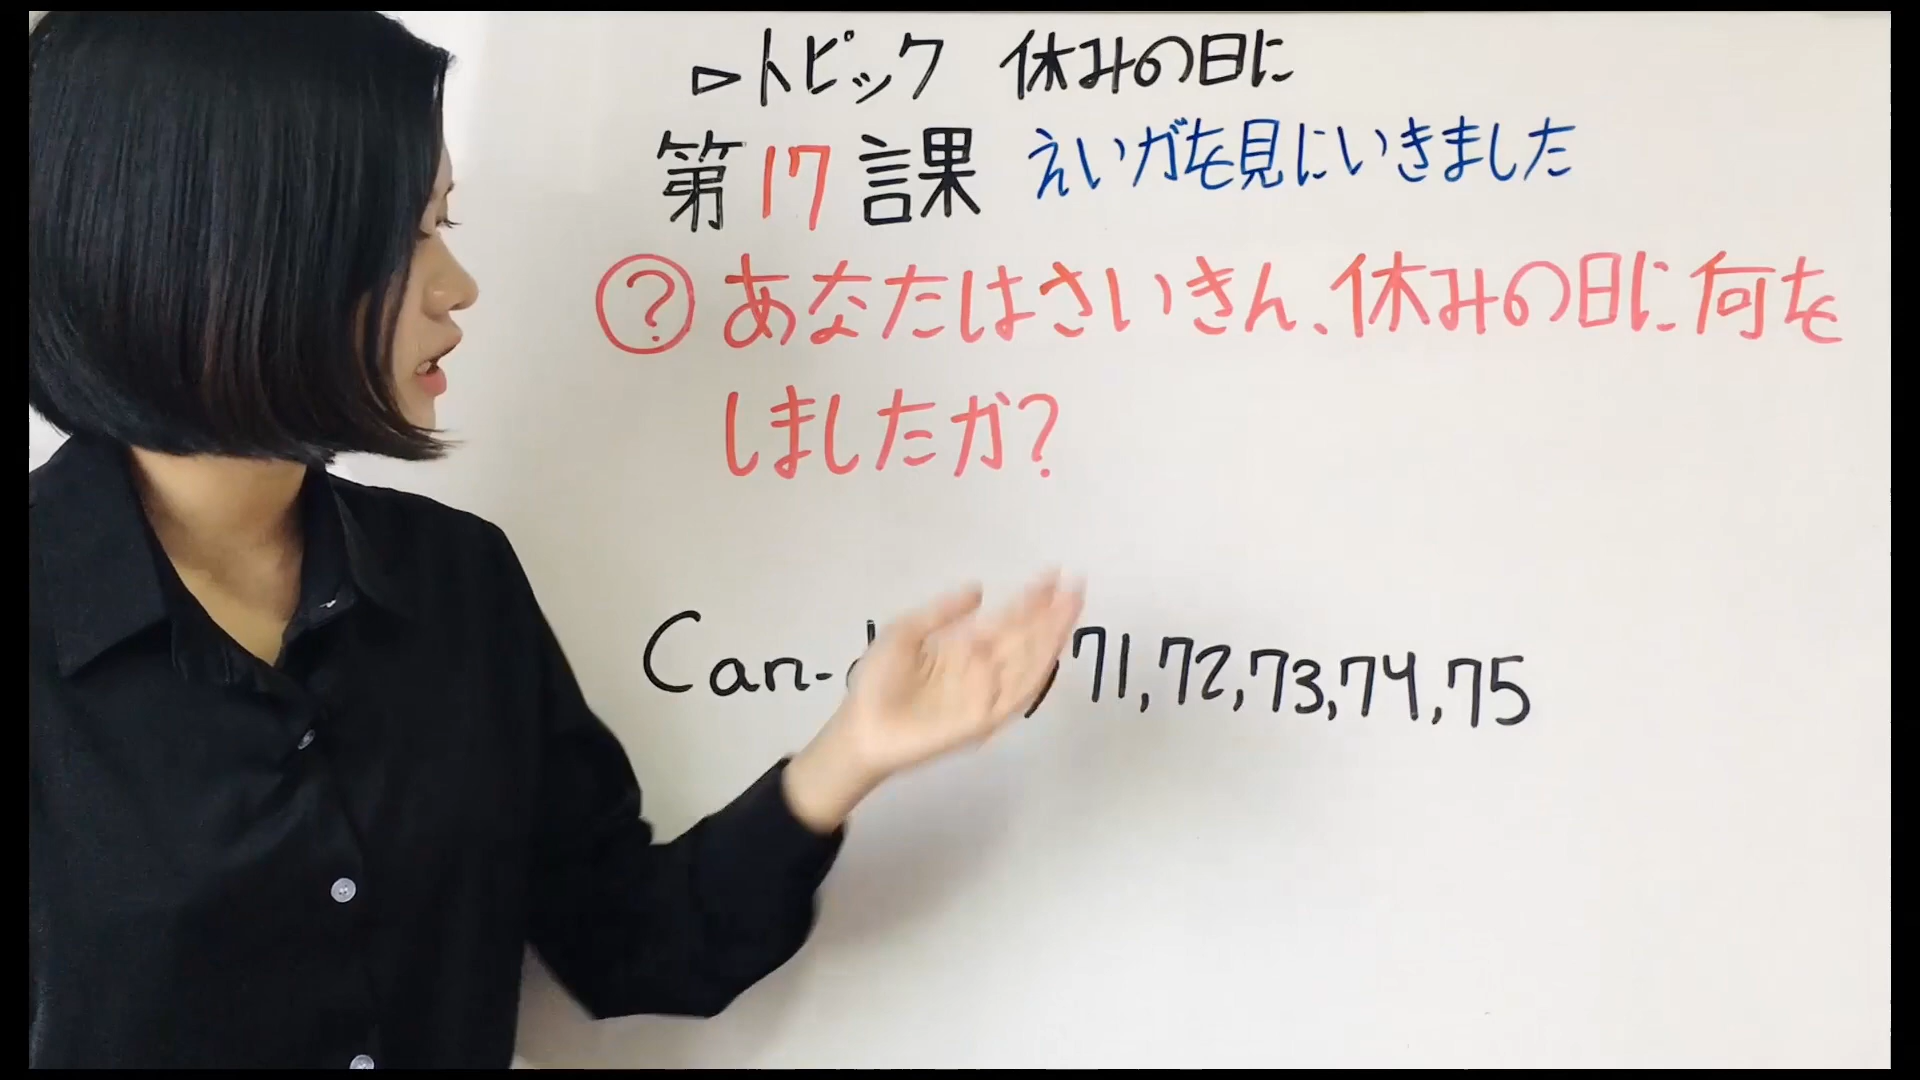 ▷トピック 休みの日に
第17課 えいがを見にいきました
? あなたはさいきん、休みの日に何を
しましたか?
Can-, 71, 72, 73, 74, 75